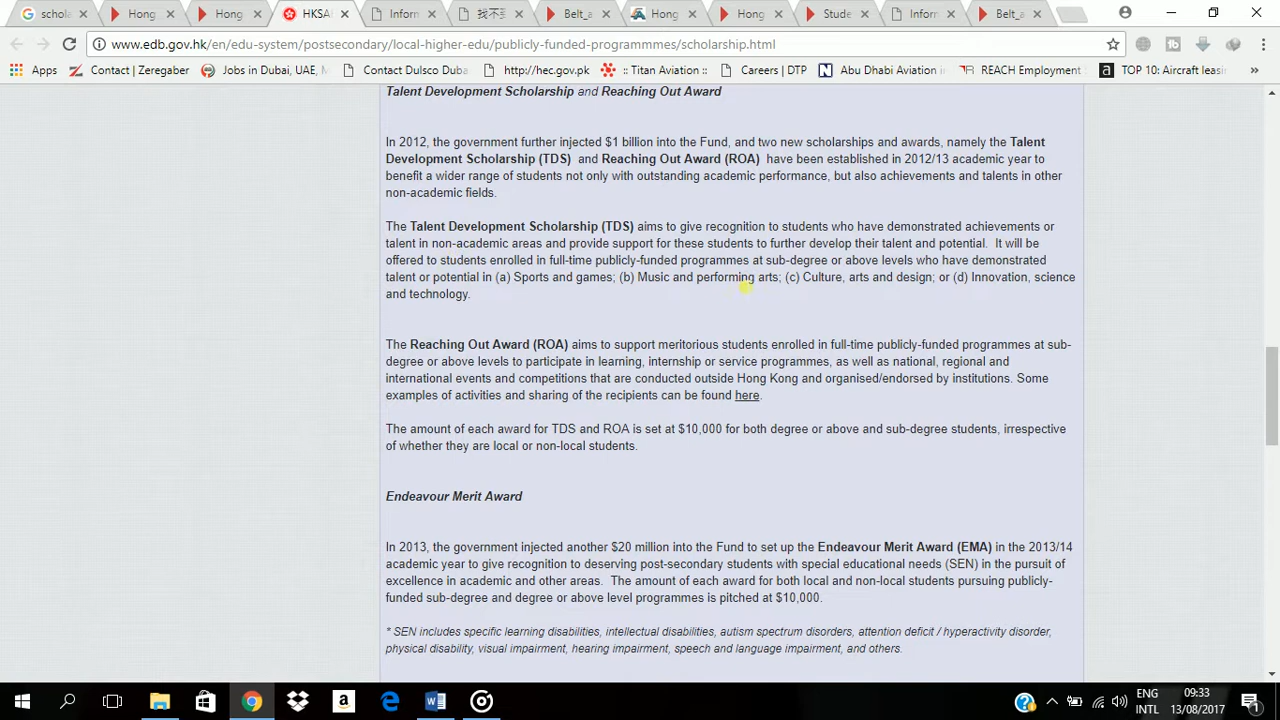 schola
Hong
Hong
HKSAR
Inform
找不到
Belt_a
Hong
Hong
Stude
Inform
Belt_a
www.edb.gov.hk/en/edu-system/postsecondary/local-higher-edu/publicly-funded-programmmes/scholarship.html
Apps
Contact | Zeregaber
Jobs in Dubai, UAE, M
Contact Dulsco Duba
http://hec.gov.pk
:: Titan Aviation ::
Careers | DTP
Abu Dhabi Aviation in
REACH Employment S
TOP 10: Aircraft leasin
Talent Development Scholarship and Reaching Out Award
In 2012, the government further injected $1 billion into the Fund, and two new scholarships and awards, namely the Talent
Development Scholarship (TDS) and Reaching Out Award (ROA) have been established in 2012/13 academic year to
benefit a wider range of students not only with outstanding academic performance, but also achievements and talents in other
non-academic fields.
The Talent Development Scholarship (TDS) aims to give recognition to students who have demonstrated achievements or
talent in non-academic areas and provide support for these students to further develop their talent and potential. It will be
offered to students enrolled in full-time publicly-funded programmes at sub-degree or above levels who have demonstrated
talent or potential in (a) Sports and games; (b) Music and performing arts; (c) Culture, arts and design; or (d) Innovation, science
and technology.
The Reaching Out Award (ROA) aims to support meritorious students enrolled in full-time publicly-funded programmes at sub-
degree or above levels to participate in learning, internship or service programmes, as well as national, regional and
international events and competitions that are conducted outside Hong Kong and organised/endorsed by institutions. Some
examples of activities and sharing of the recipients can be found here.
The amount of each award for TDS and ROA is set at $10,000 for both degree or above and sub-degree students, irrespective
of whether they are local or non-local students.
Endeavour Merit Award
In 2013, the government injected another $20 million into the Fund to set up the Endeavour Merit Award (EMA) in the 2013/14
academic year to give recognition to deserving post-secondary students with special educational needs (SEN) in the pursuit of
excellence in academic and other areas. The amount of each award for both local and non-local students pursuing publicly-
funded sub-degree and degree or above level programmes is pitched at $10,000.
* SEN includes specific learning disabilities, intellectual disabilities, autism spectrum disorders, attention deficit / hyperactivity disorder,
physical disability, visual impairment, hearing impairment, speech and language impairment, and others.
ENG
INTL
09:33
13/08/2017